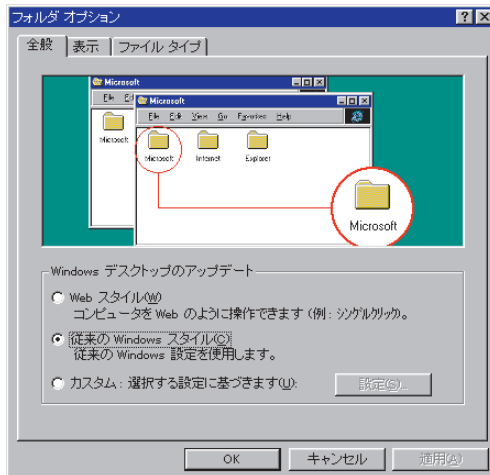 フォルダ オプション
全般 表示 ファイル タイプ
Microsoft
File Ed
Microsoft
File Edit View Go Favorites Help
Microsoft
Microsoft Internet Explorer
Microsoft
Windows デスクトップのアップデート
Web スタイル(W)
コンピュータを Web のように操作できます (例 : シングルクリック)。
従来の Windows スタイル(C)
従来の Windows 設定を使用します。
カスタム : 選択する設定に基づきます(U):
設定(S)...
OK キャンセル 適用(A)